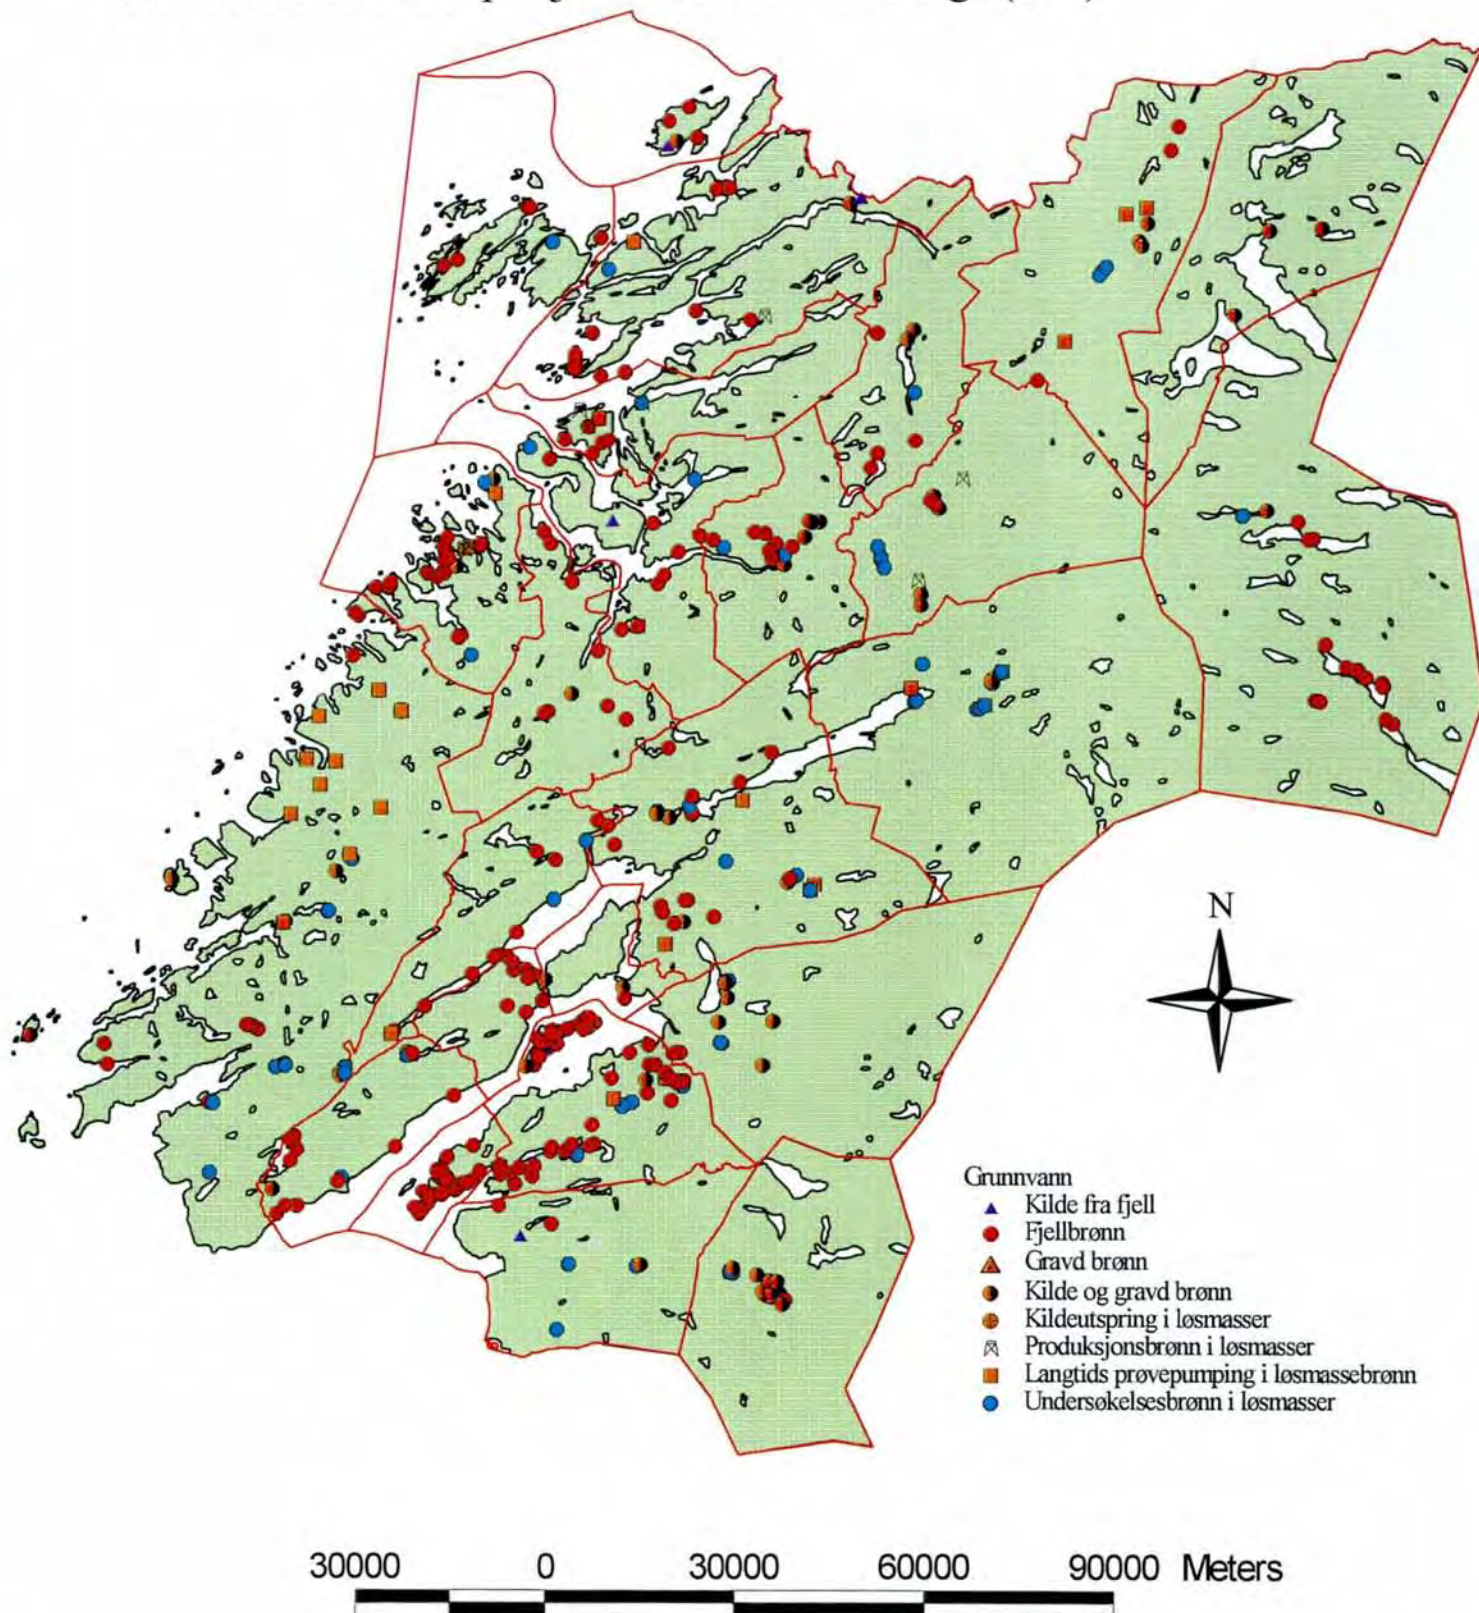 N
Grunnvann
Kilde fra fjell
Fjellbrønn
Gravd brønn
Kilde og gravd brønn
Kildeutspring i løsmasser
Produksjonsbrønn i løsmasser
Langtids prøvepumping i løsmassebrønn
Undersøkelsesbrønn i løsmasser
30000 0 30000 60000 90000 Meters